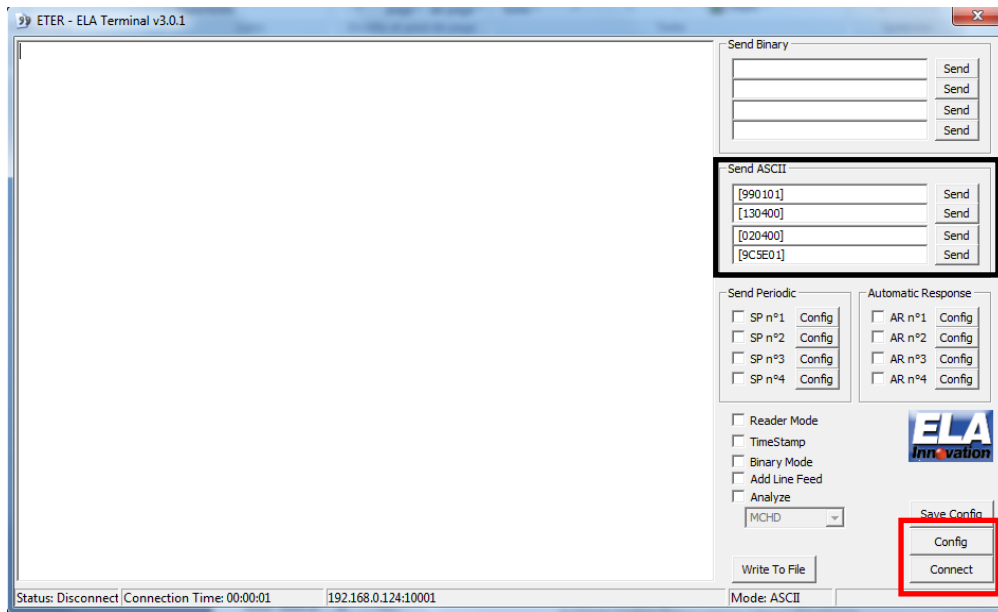 ETER - ELA Terminal v3.0.1
Send Binary
Send
Send
Send
Send
Send ASCII
[990101] Send
[130400] Send
[020400] Send
[9C5E01] Send
Send Periodic
SP n°1 Config
SP n°2 Config
SP n°3 Config
SP n°4 Config
Automatic Response
AR n°1 Config
AR n°2 Config
AR n°3 Config
AR n°4 Config
Reader Mode
TimeStamp
Binary Mode
Add Line Feed
Analyze
MCHD
ELA
Innovation
Save Config
Config
Write To File
Connect
Status: Disconnect Connection Time: 00:00:01 192.168.0.124:10001 Mode: ASCII